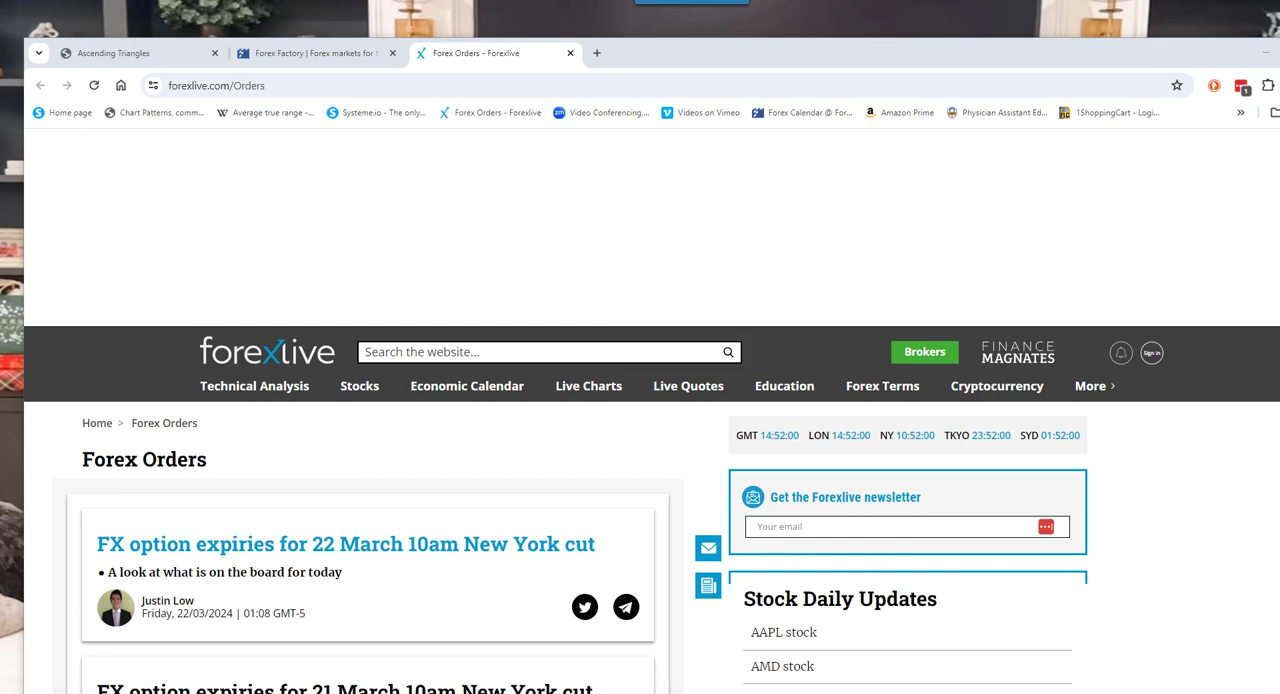 Ascending Triangles
Forex Factory | Forex markets for
Forex Orders - Forexlive
forexlive.com/Orders
1
Home page
Chart Patterns, comm...
Average true range -...
Systeme.io - The only...
Forex Orders - Forexlive
Video Conferencing,...
Videos on Vimeo
Forex Calendar @ For...
Amazon Prime
Physician Assistant Ed...
1ShoppingCart - Logi...
forexlive
Search the website...
Brokers
FINANCE
MAGNATES
Sign in
Technical Analysis
Stocks
Economic Calendar
Live Charts
Live Quotes
Education
Forex Terms
Cryptocurrency
More ›
Home > Forex Orders
GMT 14:52:00 LON 14:52:00 NY 10:52:00 TKYO 23:52:00 SYD 01:52:00
Forex Orders
Get the Forexlive newsletter
Your email
FX option expiries for 22 March 10am New York cut
• A look at what is on the board for today
Justin Low
Friday, 22/03/2024 | 01:08 GMT-5
Stock Daily Updates
AAPL stock
AMD stock
FX option expiries for 21 March 10am New York cut